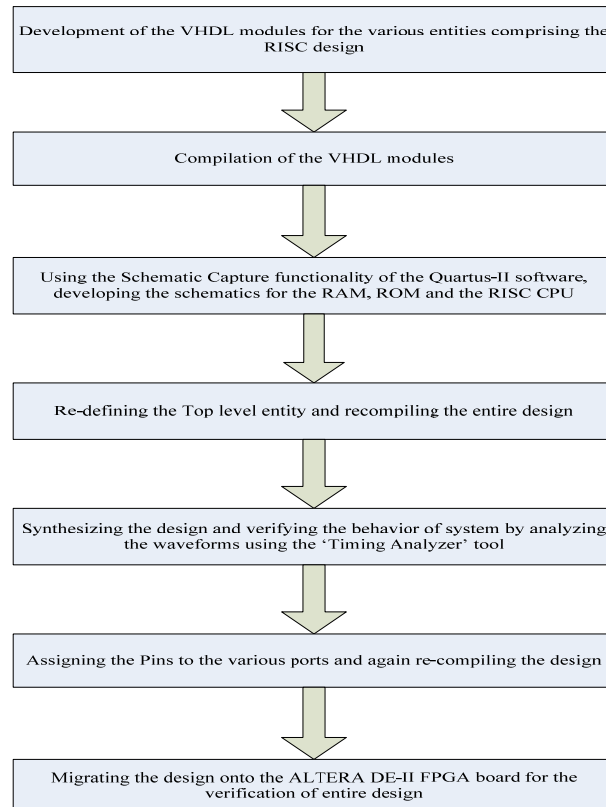 Development of the VHDL modules for the various entities comprising the
RISC design
Compilation of the VHDL modules
Using the Schematic Capture functionality of the Quartus-II software,
developing the schematics for the RAM, ROM and the RISC CPU
Re-defining the Top level entity and recompiling the entire design
Synthesizing the design and verifying the behavior of system by analyzing
the waveforms using the ‘Timing Analyzer’ tool
Assigning the Pins to the various ports and again re-compiling the design
Migrating the design onto the ALTERA DE-II FPGA board for the
verification of entire design